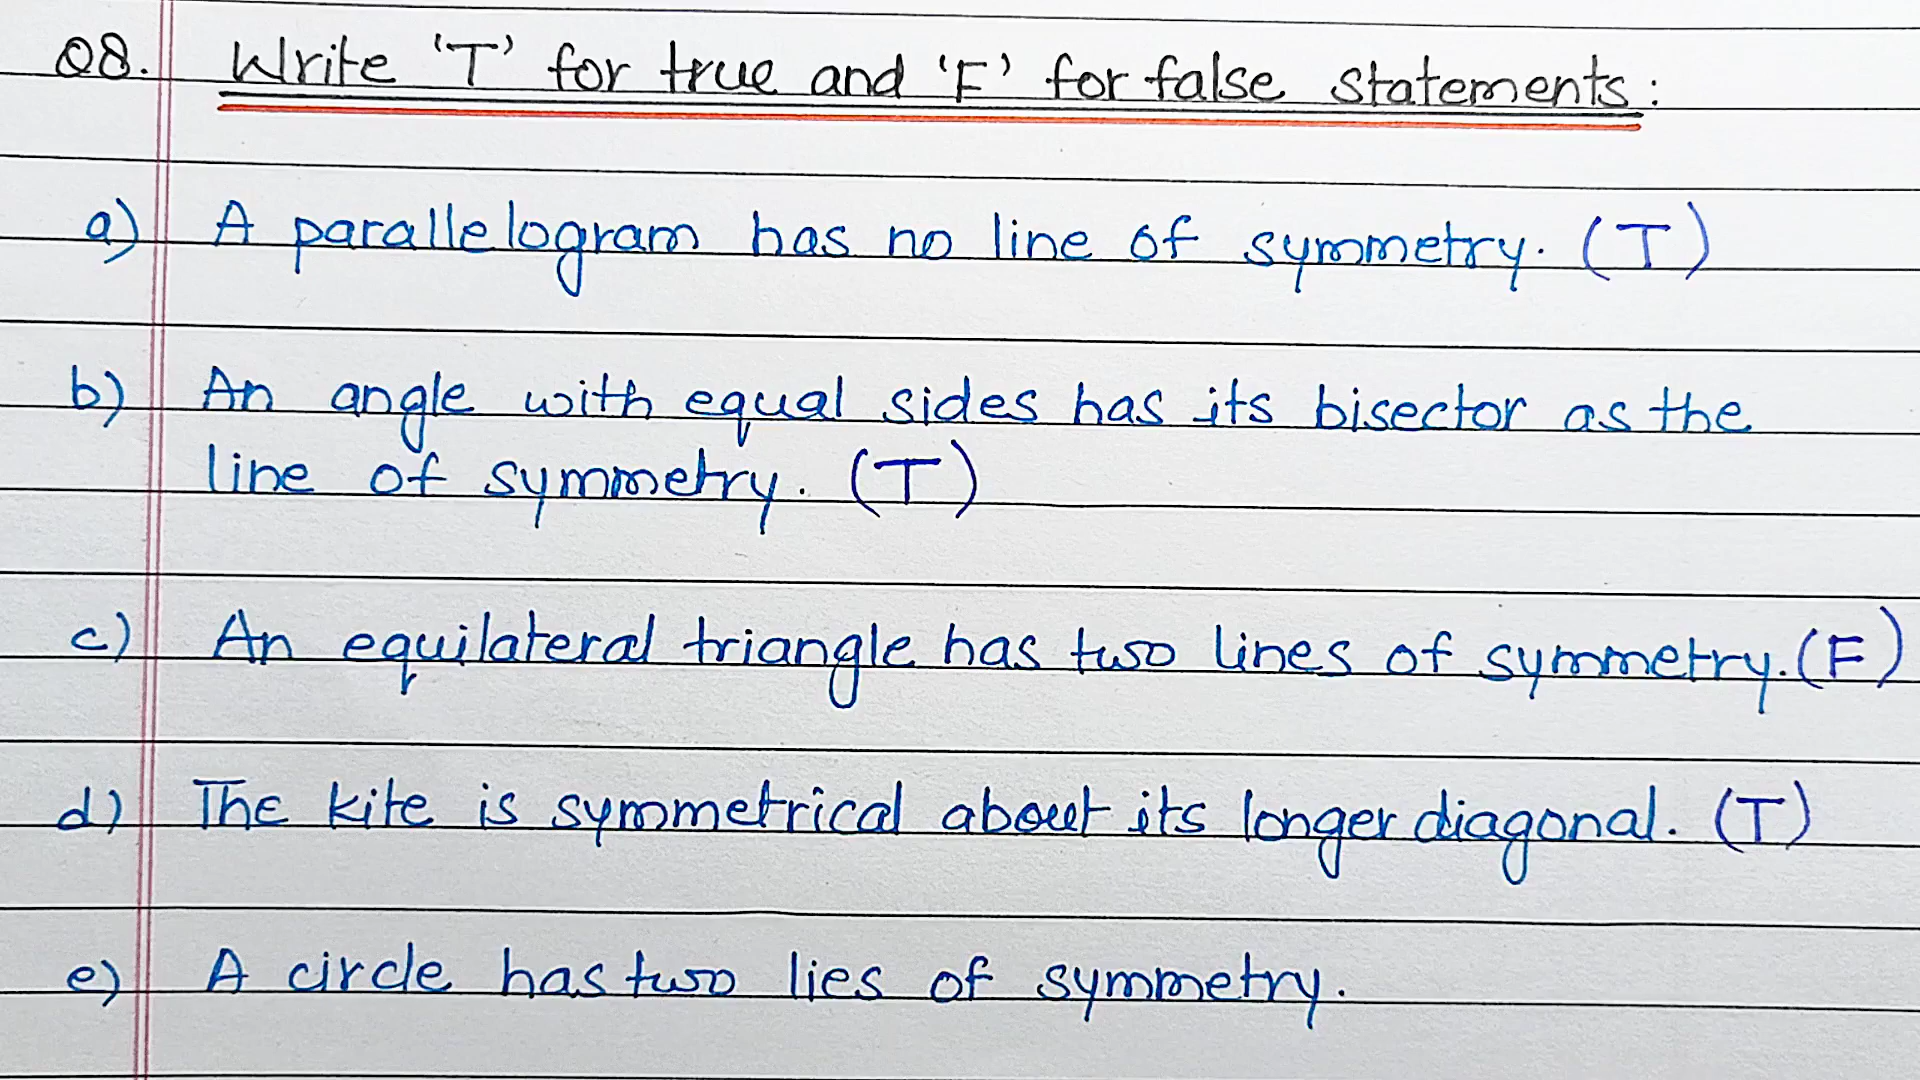 Q8. Write 'T' for true and 'F' for false statements:
a) A parallelogram has no line of symmetry. (T)
b) An angle with equal sides has its bisector as the
line of symmetry. (T)
c) An equilateral triangle has two lines of symmetry. (F)
d) The kite is symmetrical about its longer diagonal. (T)
e) A circle has two lies of symmetry.